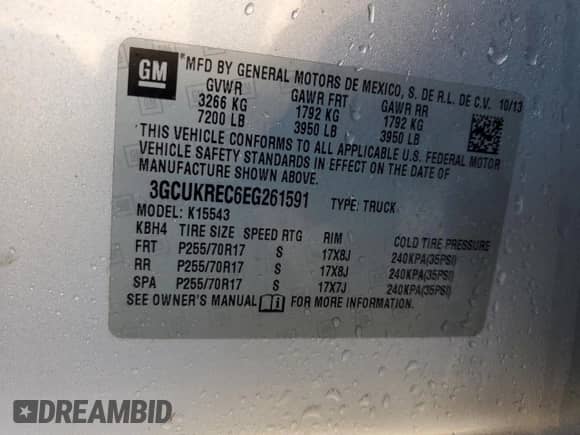 GM
*MFD BY GENERAL MOTORS DE MEXICO, S. DE R.L. DE C.V. 10/13
GVWR GAWR FRT GAWR RR
3266 KG 1792 KG 1792 KG
7200 LB 3950 LB 3950 LB
THIS VEHICLE CONFORMS TO ALL APPLICABLE U.S. FEDERAL MOTOR
VEHICLE SAFETY STANDARDS IN EFFECT ON THE DATE OF
MANUFACTURE SHOWN ABOVE.
3GCUKREC6EG261591 TYPE: TRUCK
MODEL: K15543
KBH4 TIRE SIZE SPEED RTG RIM COLD TIRE PRESSURE
FRT P255/70R17 S 17X8J 240KPA(35PSI)
RR P255/70R17 S 17X8J 240KPA(35PSI)
SPA P255/70R17 S 17X7J 240KPA(35PSI)
SEE OWNER'S MANUAL FOR MORE INFORMATION.
DREAMBID